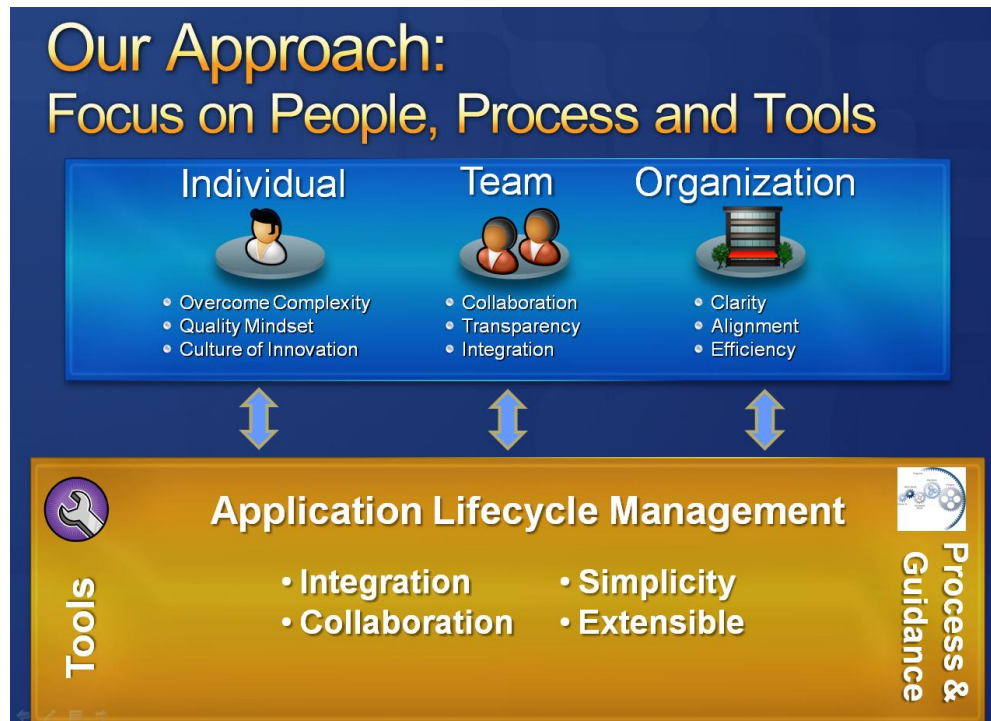 Our Approach:
Focus on People, Process and Tools
Individual
Overcome Complexity
Quality Mindset
Culture of Innovation
Team
Collaboration
Transparency
Integration
Organization
Clarity
Alignment
Efficiency
Tools
Application Lifecycle Management
• Integration
• Collaboration
• Simplicity
• Extensible
Process &
Guidance